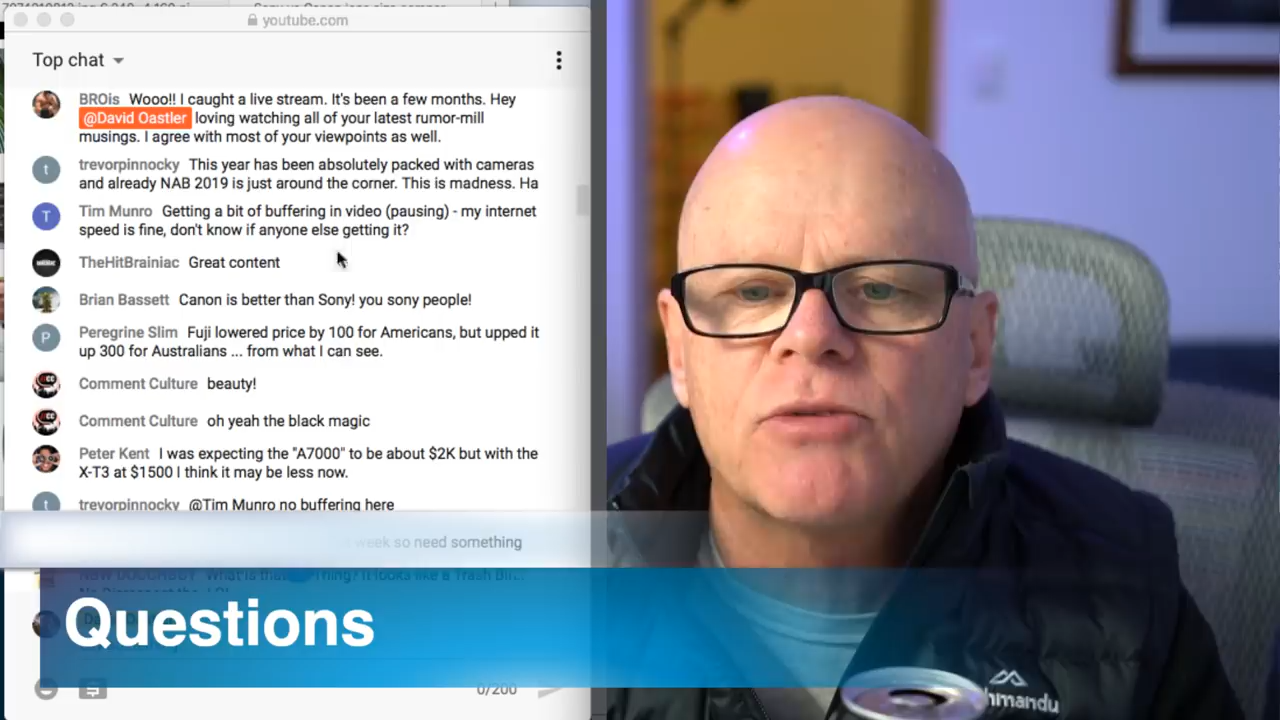 youtube.com
Top chat
BROis Wooo!! I caught a live stream. It's been a few months. Hey
@David Oastler loving watching all of your latest rumor-mill
musings. I agree with most of your viewpoints as well.
trevorpinnocky This year has been absolutely packed with cameras
and already NAB 2019 is just around the corner. This is madness. Ha
Tim Munro Getting a bit of buffering in video (pausing) - my internet
speed is fine, don't know if anyone else getting it?
TheHitBrainiac Great content
Brian Bassett Canon is better than Sony! you sony people!
Peregrine Slim Fuji lowered price by 100 for Americans, but upped it
up 300 for Australians ... from what I can see.
Comment Culture beauty!
Comment Culture oh yeah the black magic
Peter Kent I was expecting the "A7000" to be about $2K but with the
X-T3 at $1500 I think it may be less now.
trevorpinnocky @Tim Munro no buffering here
week so need something
Questions
0/200